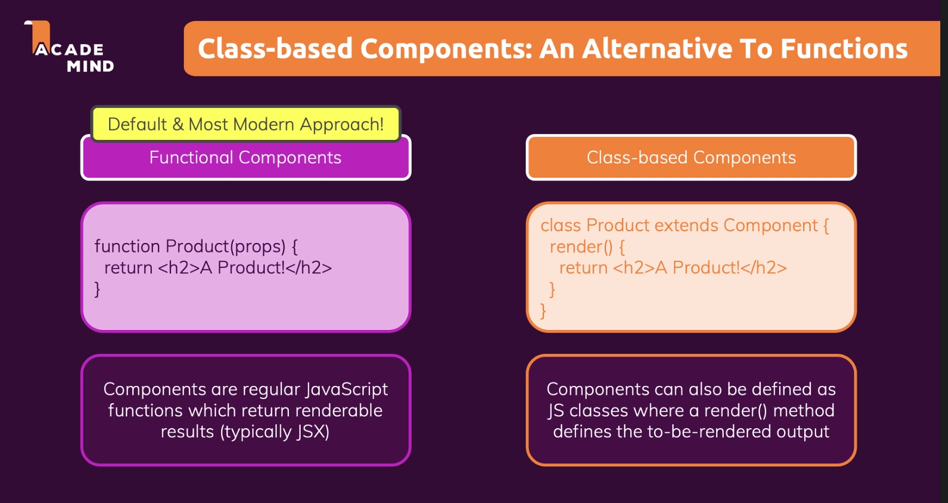 ACADE
MIND
Class-based Components: An Alternative To Functions
Default & Most Modern Approach!
Functional Components
function Product(props) {
return <h2>A Product!</h2>
}
Components are regular JavaScript
functions which return renderable
results (typically JSX)
Class-based Components
class Product extends Component {
render() {
return <h2>A Product!</h2>
}
}
Components can also be defined as
JS classes where a render() method
defines the to-be-rendered output